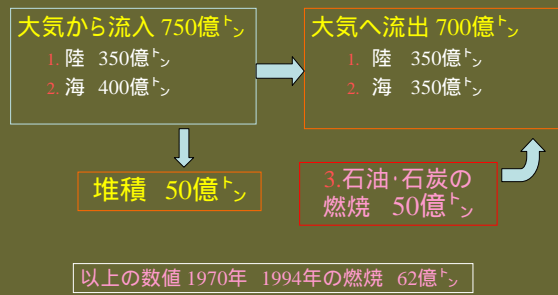 大気から流入 750億トン
1. 陸 350億トン
2. 海 400億トン
大気へ流出 700億トン
1. 陸 350億トン
2. 海 350億トン
堆積 50億トン
3.石油・石炭の
燃焼 50億トン
以上の数値 1970年 1994年の燃焼 62億トン